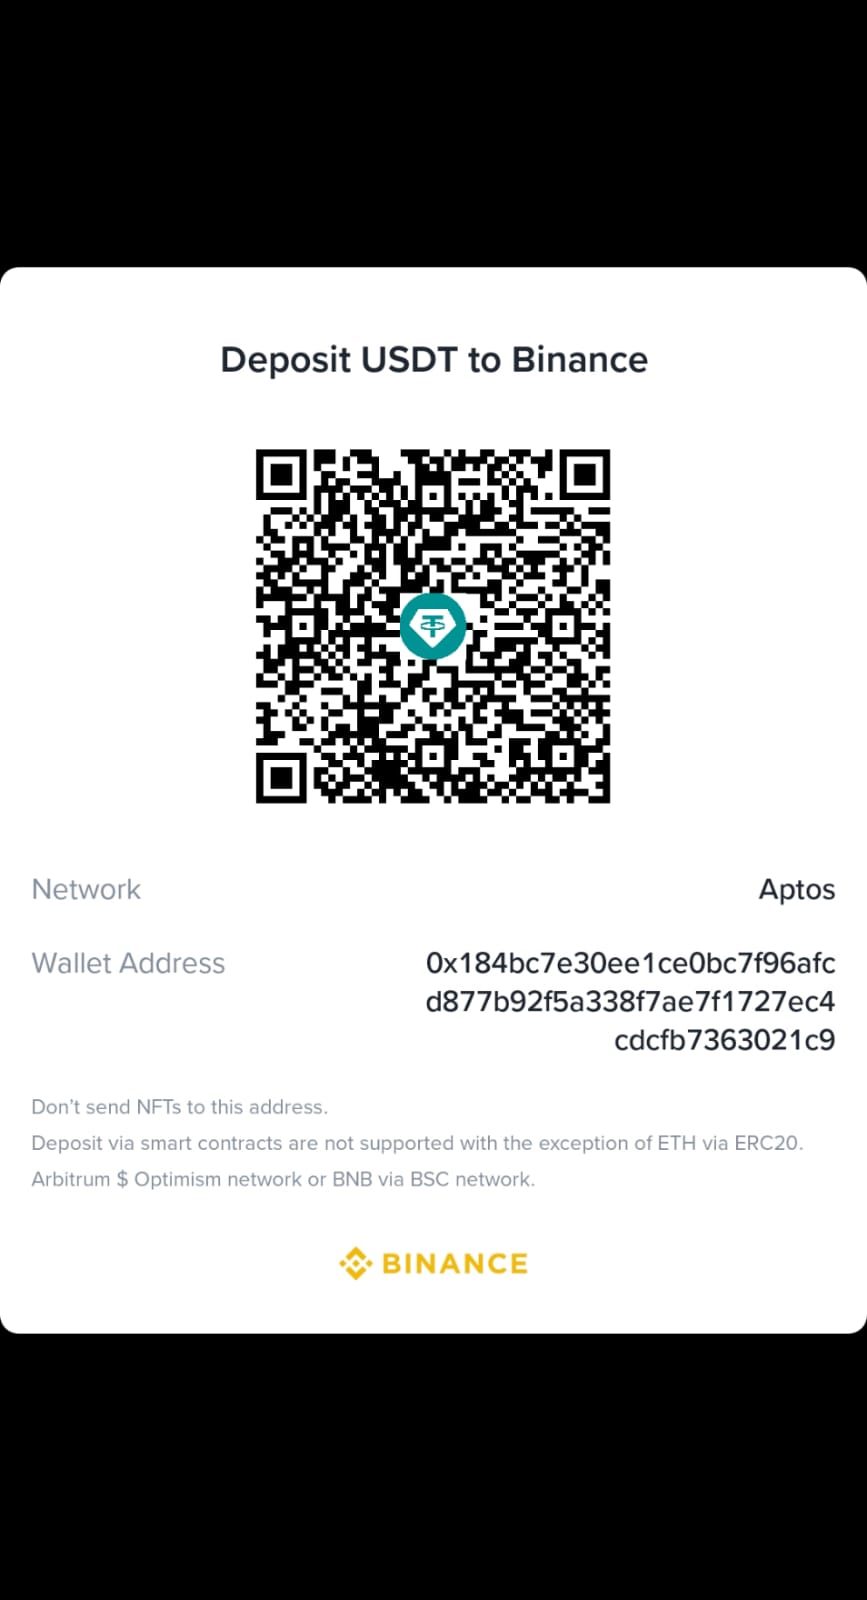 Deposit USDT to Binance
Network
Aptos
Wallet Address
0x184bc7e30ee1ce0bc7f96afc
d877b92f5a338f7ae7f1727ec4
cdcfb7363021c9
Don't send NFTs to this address.
Deposit via smart contracts are not supported with the exception of ETH via ERC20.
Arbitrum $ Optimism network or BNB via BSC network.
BINANCE